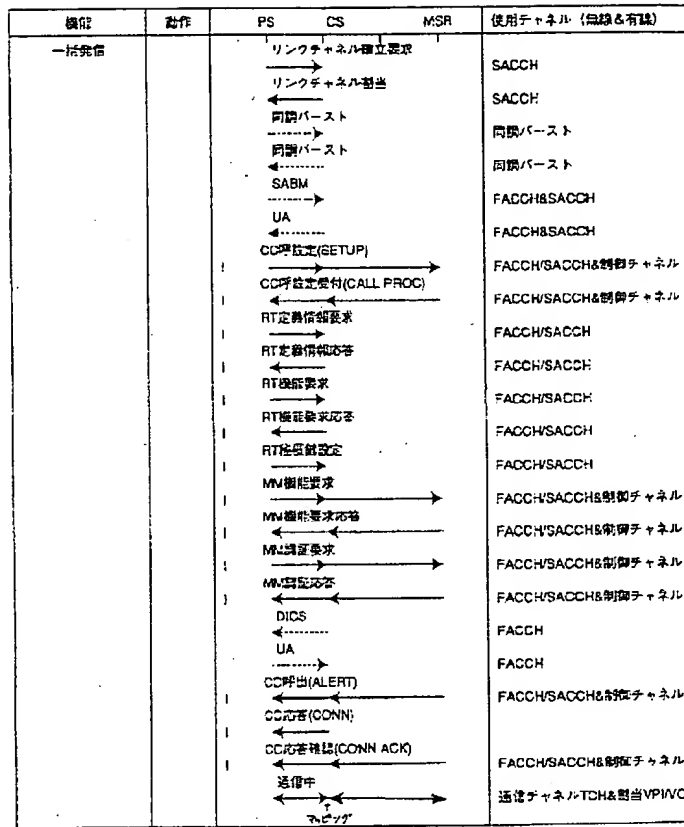 機能 動作 PS CS MSR 使用チャネル (無線&有線)
一括発信 リンクチャネル確立要求
SACCH
リンクチャネル割当
SACCH
同調バースト
同調バースト
同調バースト
同調バースト
SABM
FACCH&SACCH
UA
FACCH&SACCH
CC呼設定(SETUP)
FACCH/SACCH&制御チャネル
CC呼設定受付(CALL PROC)
FACCH/SACCH&制御チャネル
RT定義情報要求
FACCH/SACCH
RT定義情報応答
FACCH/SACCH
RT機能要求
FACCH/SACCH
RT機能要求応答
FACCH/SACCH
FACCH/SACCH
MM機能要求
FACCH/SACCH&制御チャネル
MM機能要求応答
FACCH/SACCH&制御チャネル
MM認証要求
FACCH/SACCH&制御チャネル
MM認証応答
FACCH/SACCH&制御チャネル
DICS
FACCH
UA
FACCH
CC呼出(ALERT)
FACCH/SACCH&制御チャネル
CC応答(CONN)
CC応答確認(CONN ACK)
FACCH/SACCH&制御チャネル
通信中
通信チャネルTCH&割当VPI/VC
マッピング